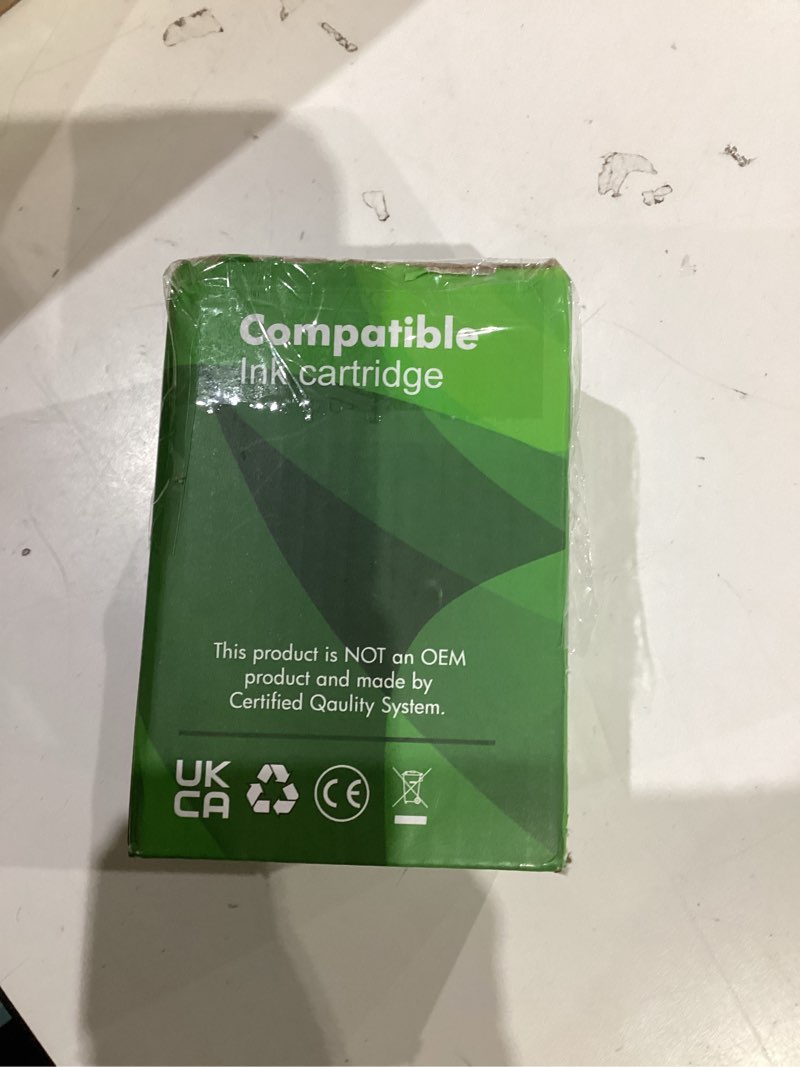 Compatible
Ink cartridge
This product is NOT an OEM
product and made by
Certified Qaulity System.
UK
CA
CE